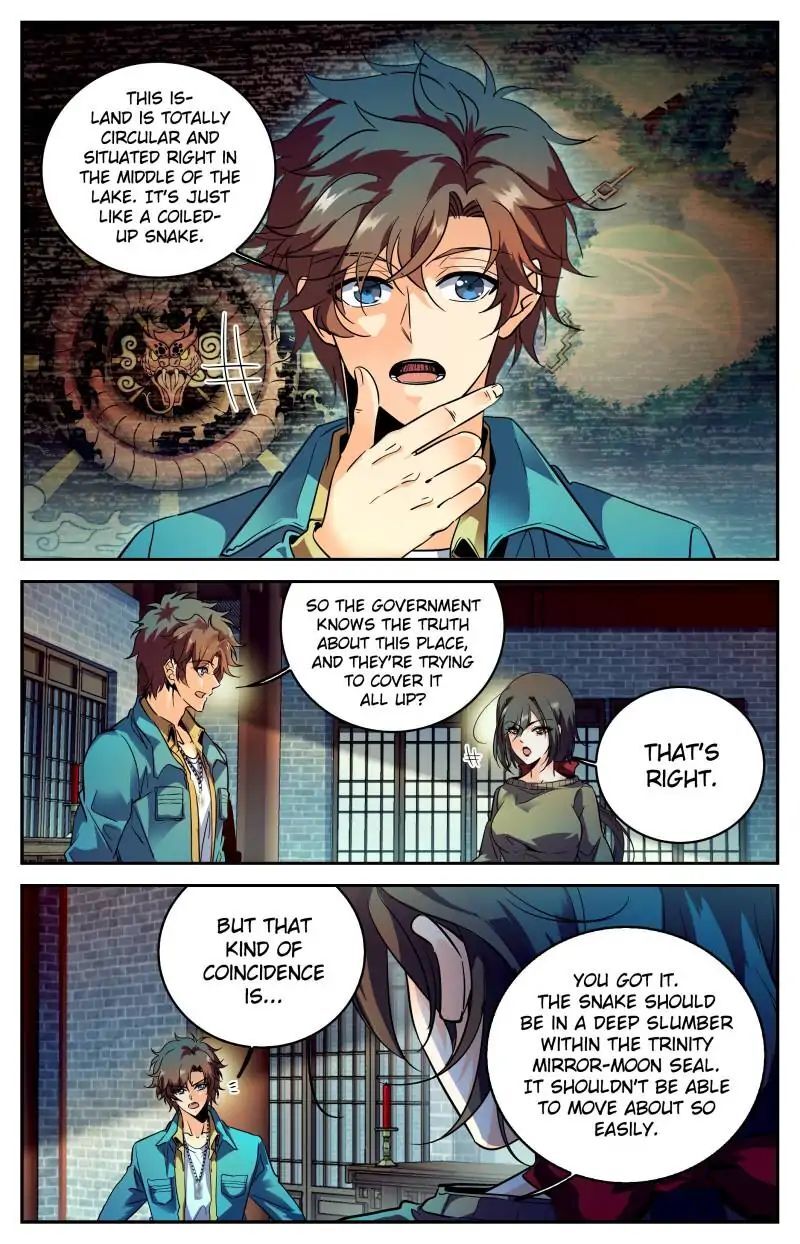 THIS IS-
LAND IS TOTALLY
CIRCULAR AND
SITUATED RIGHT IN
THE MIDDLE OF THE
LAKE. IT'S JUST
LIKE A COILED-
UP SNAKE.
SO THE GOVERNMENT
KNOWS THE TRUTH
ABOUT THIS PLACE,
AND THEY'RE TRYING
TO COVER IT
ALL UP?
THAT'S
RIGHT.
BUT THAT
KIND OF
COINCIDENCE
IS...
YOU GOT IT.
THE SNAKE SHOULD
BE IN A DEEP SLUMBER
WITHIN THE TRINITY
MIRROR-MOON SEAL.
IT SHOULDN'T BE ABLE
TO MOVE ABOUT SO
EASILY.